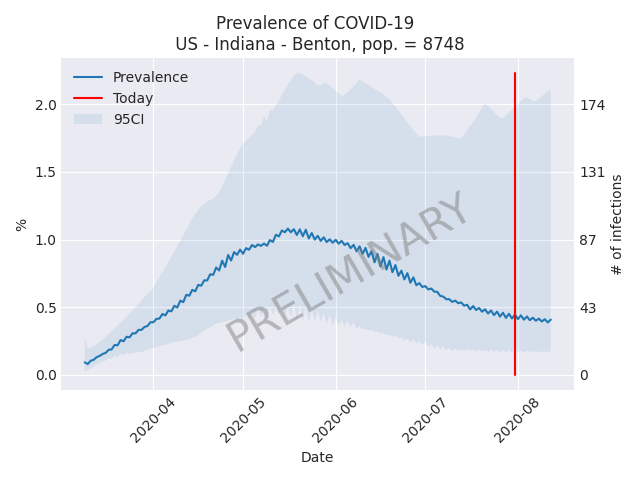 Prevalence of COVID-19
US - Indiana - Benton, pop. = 8748
Prevalence
Today
95CI
2.0
1.5
1.0
0.5
0.0
%
174
131
87
43
0
# of infections
PRELIMINARY
2020-04
2020-05
2020-06
2020-07
2020-08
Date